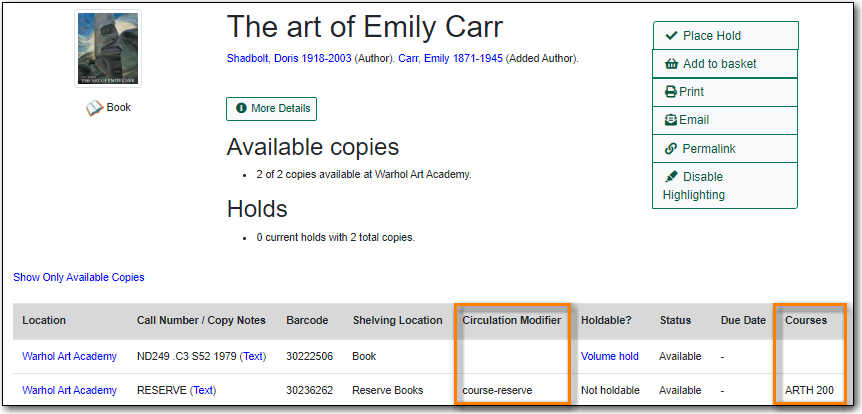 The art of Emily Carr
Shadbolt, Doris 1918-2003 (Author). Carr, Emily 1871-1945 (Added Author).
THE ART OF EMILY CARR
Book
More Details
Available copies
• 2 of 2 copies available at Warhol Art Academy.
Holds
• 0 current holds with 2 total copies.
Place Hold
Add to basket
Print
Email
Permalink
Disable
Highlighting
Show Only Available Copies
Location Call Number / Copy Notes Barcode Shelving Location Circulation Modifier Holdable? Status Due Date Courses
Warhol Art Academy ND249 .C3 S52 1979 (Text) 30222506 Book Volume hold Available -
Warhol Art Academy RESERVE (Text) 30236262 Reserve Books course-reserve Not holdable Available - ARTH 200